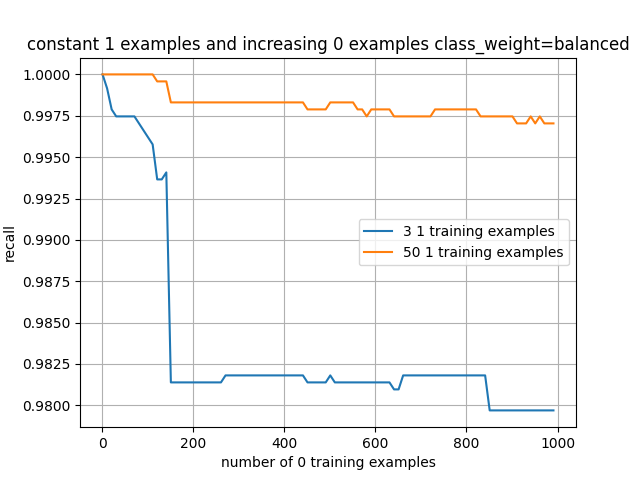 constant 1 examples and increasing 0 examples class_weight=balanced
1.0000
0.9975
0.9950
0.9925
0.9900
0.9875
0.9850
0.9825
0.9800
recall
3 1 training examples
50 1 training examples
0 200 400 600 800 1000
number of 0 training examples